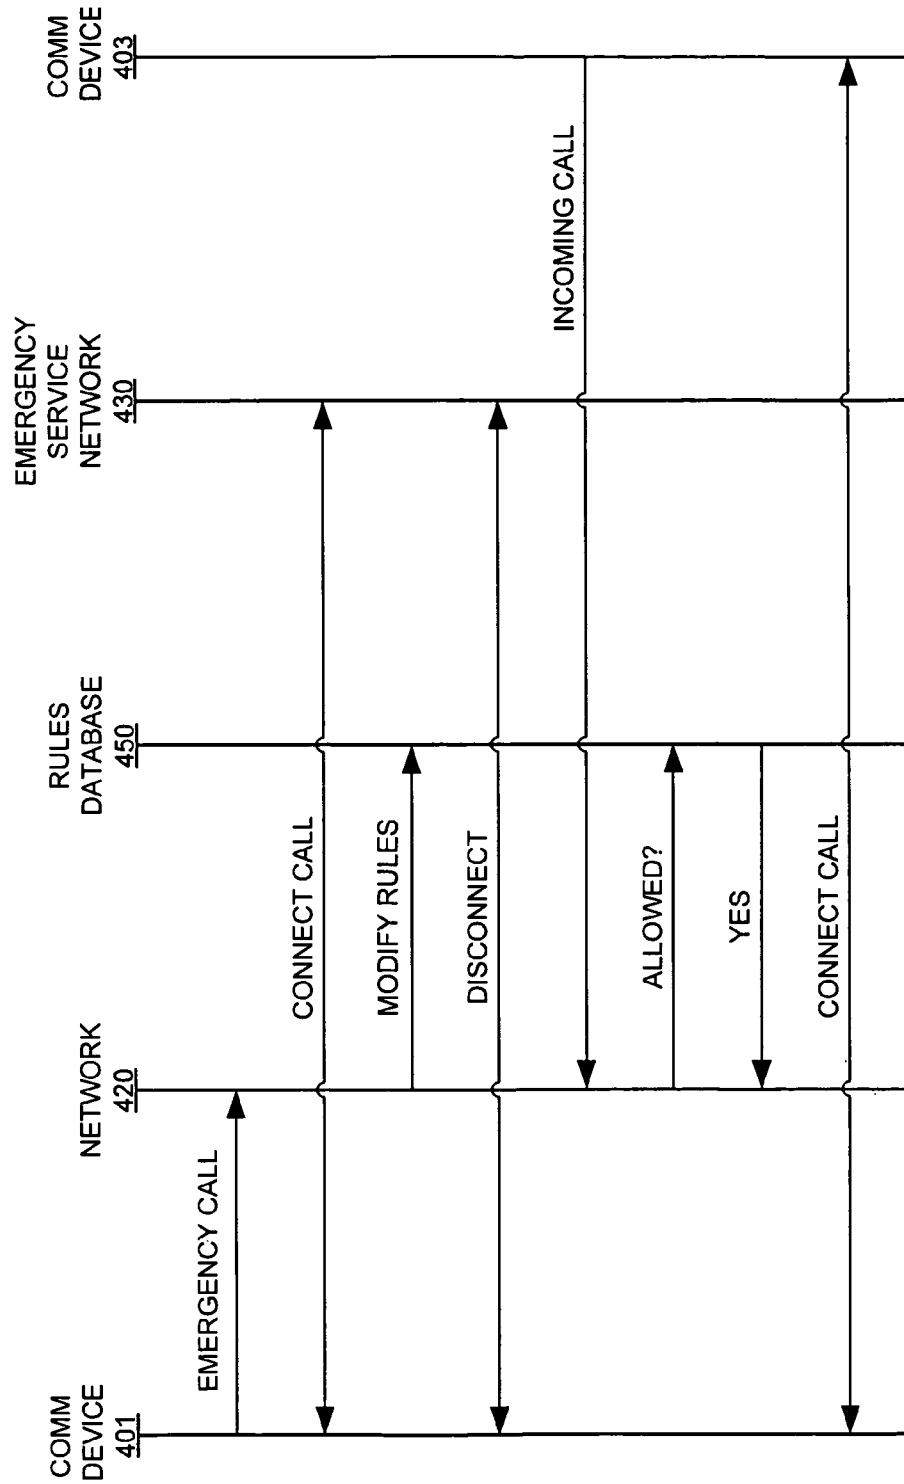 COMM
DEVICE
401
NETWORK
420
RULES
DATABASE
450
EMERGENCY
SERVICE
NETWORK
430
COMM
DEVICE
403
EMERGENCY CALL
CONNECT CALL
MODIFY RULES
DISCONNECT
INCOMING CALL
ALLOWED?
YES
CONNECT CALL